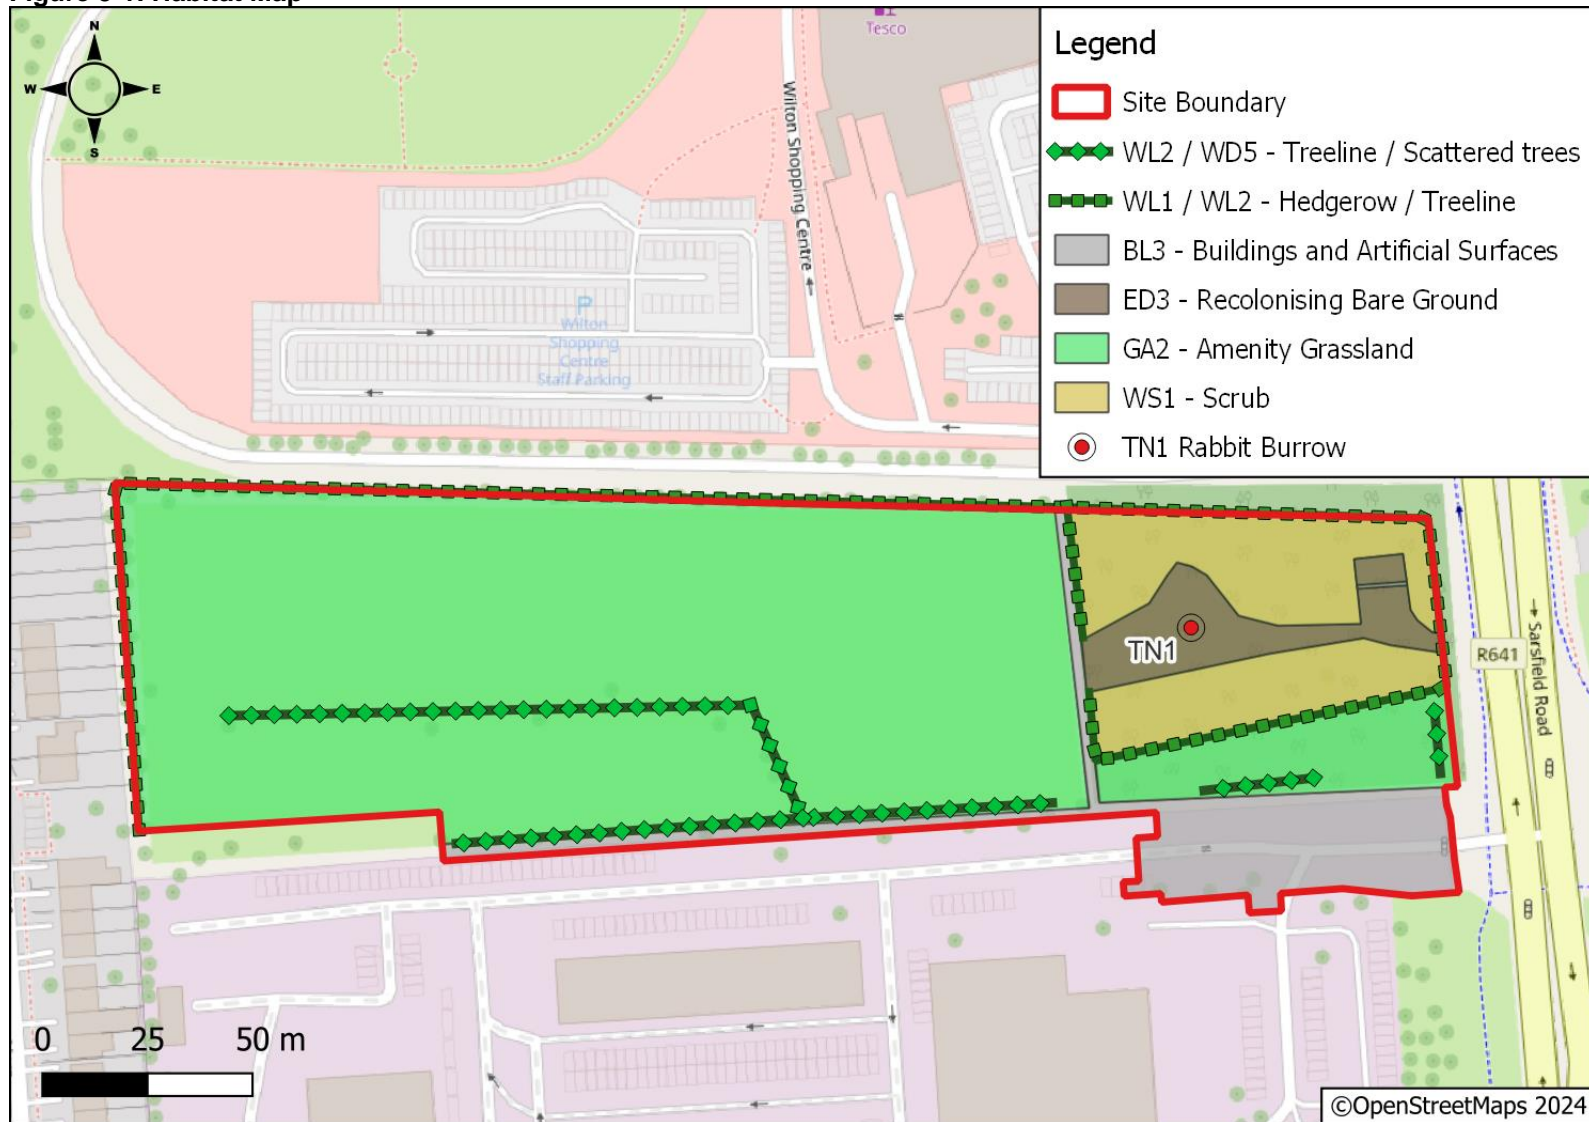 N
W
E
S
Tesco
Wilton Shopping Centre
P
Wilton
Shopping
Centre
Staff Parking
Legend
Site Boundary
WL2 / WD5 - Treeline / Scattered trees
WL1 / WL2 - Hedgerow / Treeline
BL3 - Buildings and Artificial Surfaces
ED3 - Recolonising Bare Ground
GA2 - Amenity Grassland
WS1 - Scrub
TN1 Rabbit Burrow
TN1
R641
Sarsfield Road
0 25 50 m
©OpenStreetMaps 2024